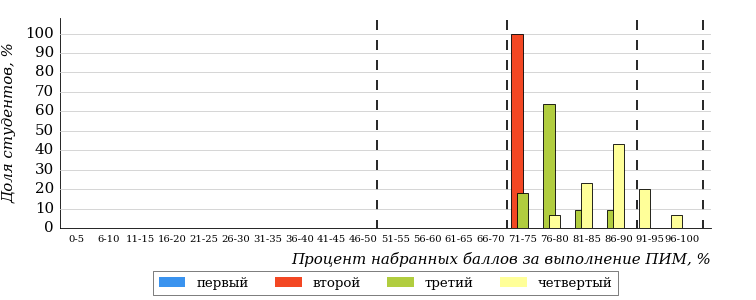 Доля студентов, %
100
90
80
70
60
50
40
30
20
10
0
0-5 6-10 11-15 16-20 21-25 26-30 31-35 36-40 41-45 46-50 51-55 56-60 61-65 66-70 71-75 76-80 81-85 86-90 91-95 96-100
Процент набранных баллов за выполнение ПИМ, %
первый второй третий четвертый